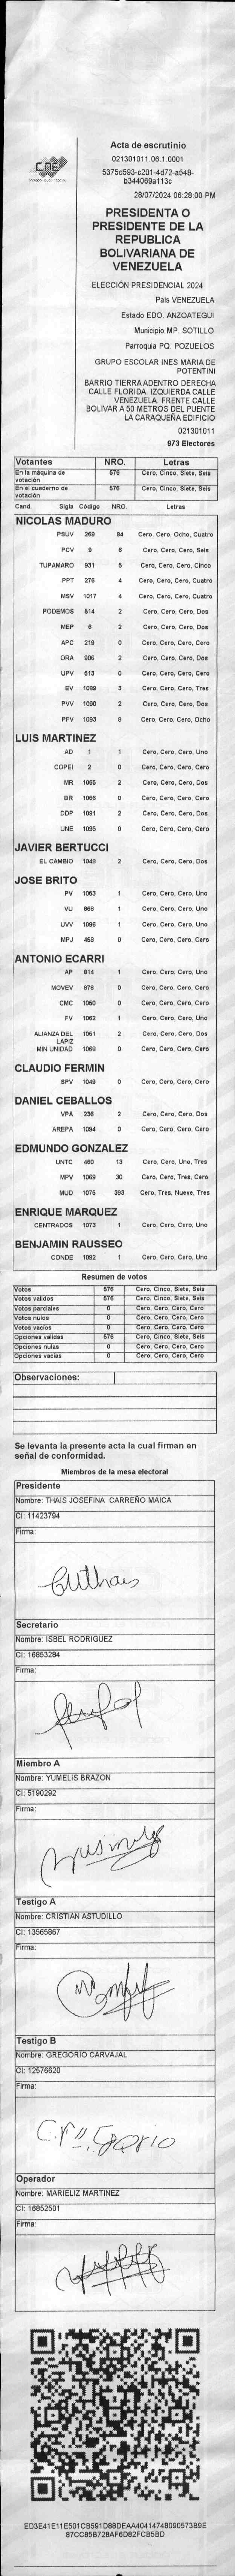 CNE
Acta de escrutinio
021301011.06.1.0001
5375d593-c201-4d72-a548-
b344069a113c
28/07/2024 06:28:00 PM
PRESIDENTA O
PRESIDENTE DE LA
REPUBLICA
BOLIVARIANA DE
VENEZUELA
ELECCIÓN PRESIDENCIAL 2024
Pais VENEZUELA
Estado EDO. ANZOATEGUI
Municipio MP. SOTILLO
Parroquia PQ. POZUELOS
GRUPO ESCOLAR INES MARIA DE
POTENTINI
BARRIO TIERRA ADENTRO DERECHA
CALLE FLORIDA. IZQUIERDA CALLE
VENEZUELA. FRENTE CALLE
BOLIVAR A 50 METROS DEL PUENTE
LA CARAQUEÑA EDIFICIO
021301011
973 Electores
Votantes NRO. Letras
En la máquina de votación 576 Cero, Cinco, Siete, Seis
En el cuaderno de votación 576 Cero, Cinco, Siete, Seis
Cand. Sigla Código NRO. Letras
NICOLAS MADURO
PSUV 269 84 Cero, Cero, Ocho, Cuatro
PCV 9 6 Cero, Cero, Cero, Seis
TUPAMARO 931 5 Cero, Cero, Cero, Cinco
PPT 276 4 Cero, Cero, Cero, Cuatro
MSV 1017 4 Cero, Cero, Cero, Cuatro
PODEMOS 514 2 Cero, Cero, Cero, Dos
MEP 6 2 Cero, Cero, Cero, Dos
APC 219 0 Cero, Cero, Cero, Cero
ORA 906 2 Cero, Cero, Cero, Dos
UPV 513 0 Cero, Cero, Cero, Cero
EV 1089 3 Cero, Cero, Cero, Tres
PVV 1090 2 Cero, Cero, Cero, Dos
PFV 1093 8 Cero, Cero, Cero, Ocho
LUIS MARTINEZ
AD 1 1 Cero, Cero, Cero, Uno
COPEI 2 0 Cero, Cero, Cero, Cero
MR 1065 2 Cero, Cero, Cero, Dos
BR 1066 0 Cero, Cero, Cero, Cero
DDP 1091 2 Cero, Cero, Cero, Dos
UNE 1095 0 Cero, Cero, Cero, Cero
JAVIER BERTUCCI
EL CAMBIO 1048 2 Cero, Cero, Cero, Dos
JOSE BRITO
PV 1053 1 Cero, Cero, Cero, Uno
VU 868 1 Cero, Cero, Cero, Uno
UVV 1096 1 Cero, Cero, Cero, Uno
MPJ 458 0 Cero, Cero, Cero, Cero
ANTONIO ECARRI
AP 814 1 Cero, Cero, Cero, Uno
MOVEV 878 0 Cero, Cero, Cero, Cero
CMC 1050 0 Cero, Cero, Cero, Cero
FV 1062 1 Cero, Cero, Cero, Uno
ALIANZA DEL LAPIZ 1051 2 Cero, Cero, Cero, Dos
MIN UNIDAD 1068 0 Cero, Cero, Cero, Cero
CLAUDIO FERMIN
SPV 1049 0 Cero, Cero, Cero, Cero
DANIEL CEBALLOS
VPA 236 2 Cero, Cero, Cero, Dos
AREPA 1094 0 Cero, Cero, Cero, Cero
EDMUNDO GONZALEZ
UNTC 460 13 Cero, Cero, Uno, Tres
MPV 1069 30 Cero, Cero, Tres, Cero
MUD 1075 393 Cero, Tres, Nueve, Tres
ENRIQUE MARQUEZ
CENTRADOS 1073 1 Cero, Cero, Cero, Uno
BENJAMIN RAUSSEO
CONDE 1092 1 Cero, Cero, Cero, Uno
Resumen de votos
Votos 576 Cero, Cinco, Siete, Seis
Votos validos 576 Cero, Cinco, Siete, Seis
Votos parciales 0 Cero, Cero, Cero, Cero
Votos nulos 0 Cero, Cero, Cero, Cero
Votos vacios 0 Cero, Cero, Cero, Cero
Opciones validas 576 Cero, Cinco, Siete, Seis
Opciones nulas 0 Cero, Cero, Cero, Cero
Opciones vacias 0 Cero, Cero, Cero, Cero
Observaciones:
Se levanta la presente acta la cual firman en
señal de conformidad.
Miembros de la mesa electoral
Presidente
Nombre: THAIS JOSEFINA CARREÑO MAICA
CI: 11423794
Firma:
Secretario
Nombre: ISBEL RODRIGUEZ
CI: 16853284
Firma:
Miembro A
Nombre: YUMELIS BRAZON
CI: 5190292
Firma:
Testigo A
Nombre: CRISTIAN ASTUDILLO
CI: 13565867
Firma:
Testigo B
Nombre: GREGORIO CARVAJAL
CI: 12576620
Firma:
Operador
Nombre: MARIELIZ MARTINEZ
CI: 16852501
Firma:
ED3E41E11E501CB591D88DEAA40414748090573B9E
87CC85B728AF6D82FCB5BD